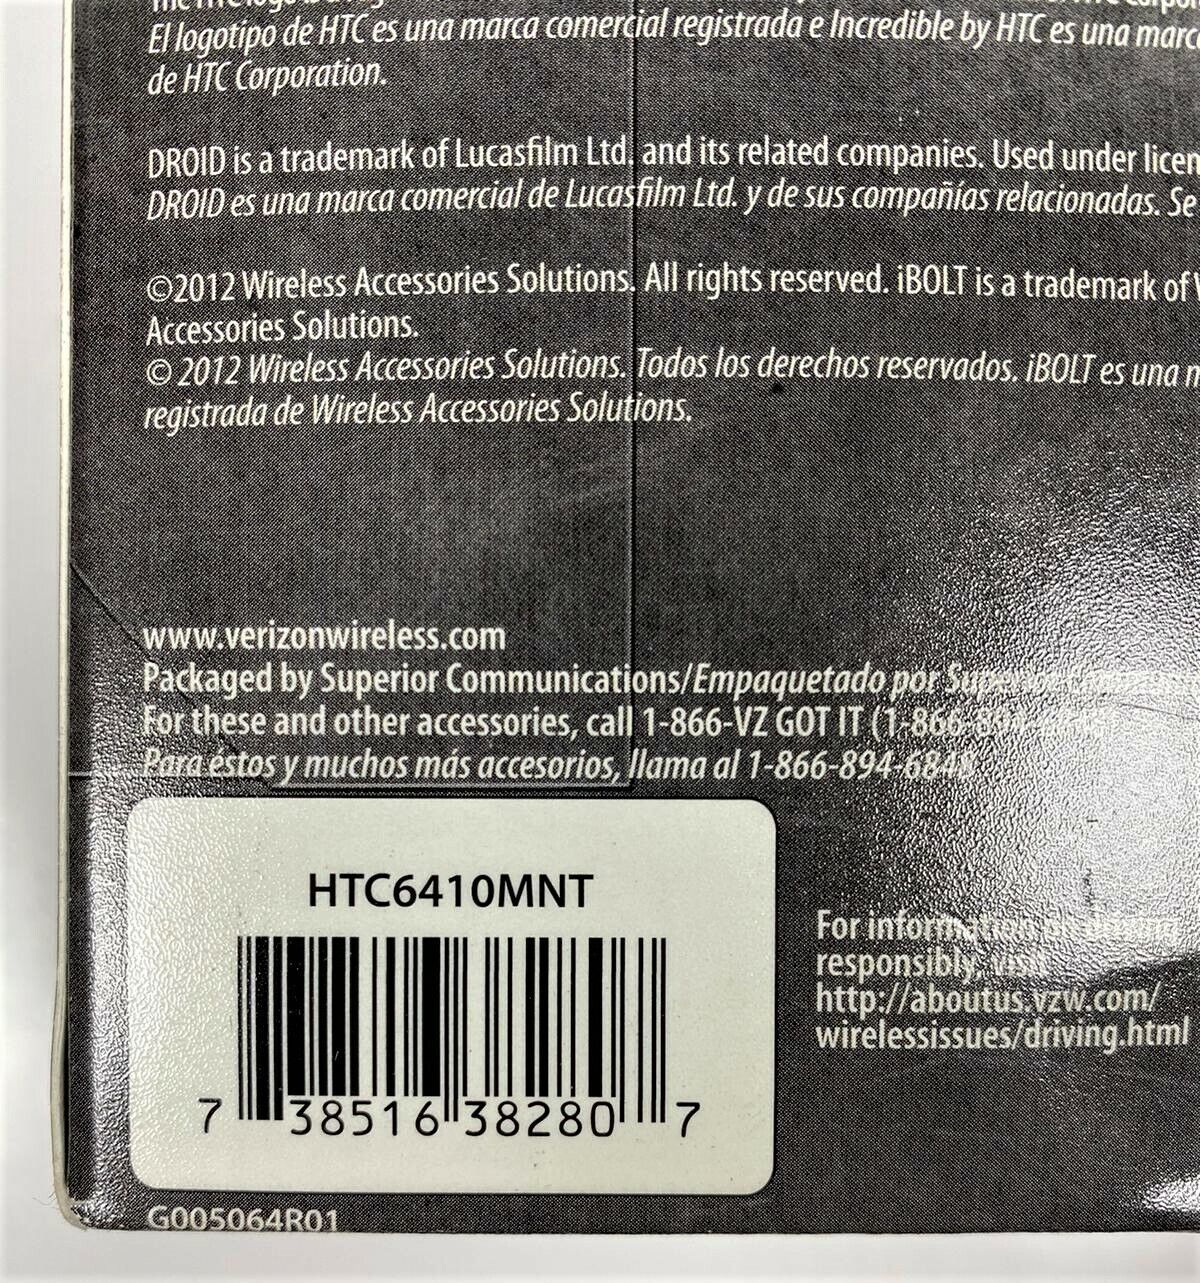 El logotipo de HTC es una marca comercial registrada e Incredible by HTC es una
de HTC Corporation.
DROID is a trademark of Lucasfilm Ltd. and its related companies. Used under
DROID es una marca comercial de Lucasfilm Ltd. y de sus compañías relacionadas. Se
©2012 Wireless Accessories Solutions. All rights reserved. iBOLT is a trademark of
Accessories Solutions.
© 2012 Wireless Accessories Solutions. Todos los derechos reservados. iBOLT es una
registrada de Wireless Accessories Solutions.
www.verizonwireless.com
Packaged by Superior Communications/Empaquetado por
For these and other accessories, call 1-866-VZ GOT IT
Para éstos y muchos más accesorios, llama al 1-866-894-6848
HTC6410MNT
7 38516 38280 7
For information
responsibly, visit
http://aboutus.vzw.com/
wirelessissues/driving.html
G005064R01